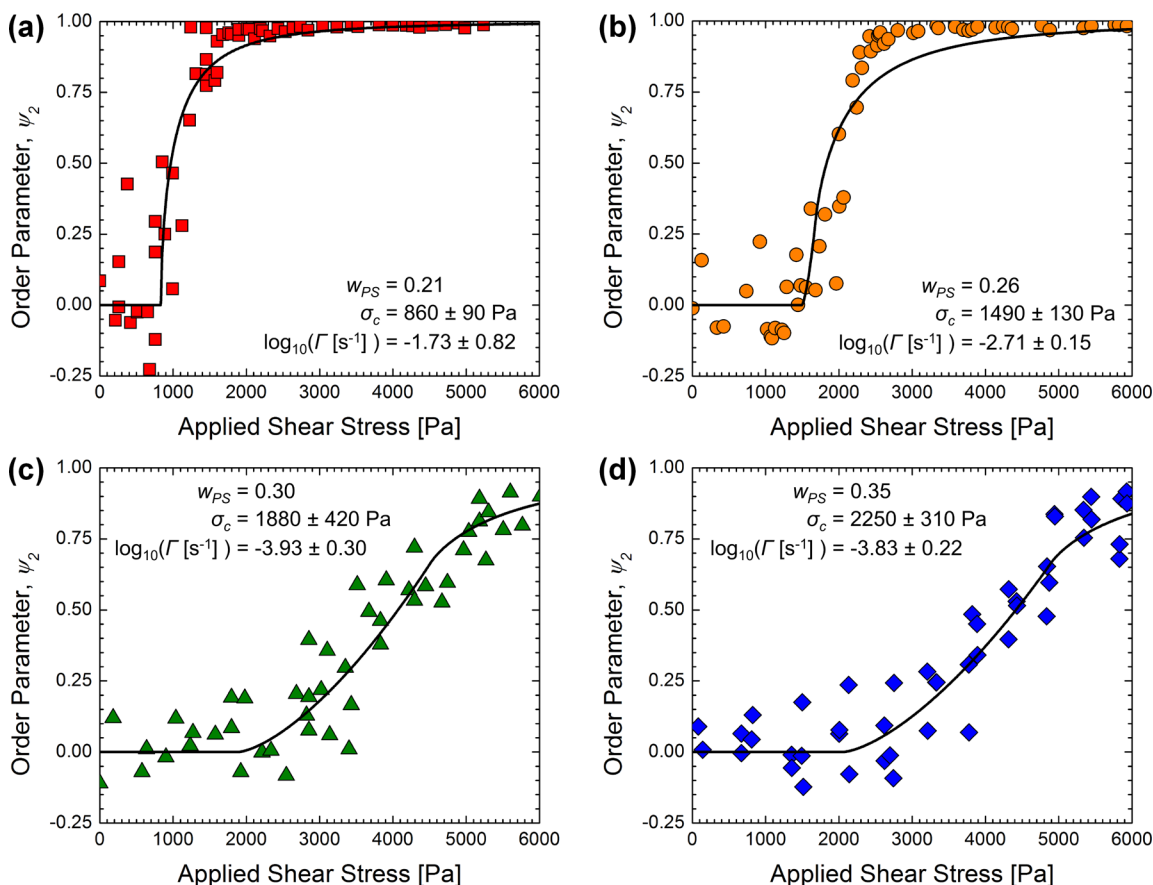 (a)
1.00
0.75
0.50
0.25
0.00
-0.25
Order Parameter, ψ₂
w_PS = 0.21
σ_c = 860 ± 90 Pa
log₁₀(Γ [s⁻¹] ) = -1.73 ± 0.82
0 1000 2000 3000 4000 5000 6000
Applied Shear Stress [Pa]
(b)
1.00
0.75
0.50
0.25
0.00
-0.25
Order Parameter, ψ₂
w_PS = 0.26
σ_c = 1490 ± 130 Pa
log₁₀(Γ [s⁻¹] ) = -2.71 ± 0.15
0 1000 2000 3000 4000 5000 6000
Applied Shear Stress [Pa]
(c)
1.00
0.75
0.50
0.25
0.00
-0.25
Order Parameter, ψ₂
w_PS = 0.30
σ_c = 1880 ± 420 Pa
log₁₀(Γ [s⁻¹] ) = -3.93 ± 0.30
0 1000 2000 3000 4000 5000 6000
Applied Shear Stress [Pa]
(d)
1.00
0.75
0.50
0.25
0.00
-0.25
Order Parameter, ψ₂
w_PS = 0.35
σ_c = 2250 ± 310 Pa
log₁₀(Γ [s⁻¹] ) = -3.83 ± 0.22
0 1000 2000 3000 4000 5000 6000
Applied Shear Stress [Pa]